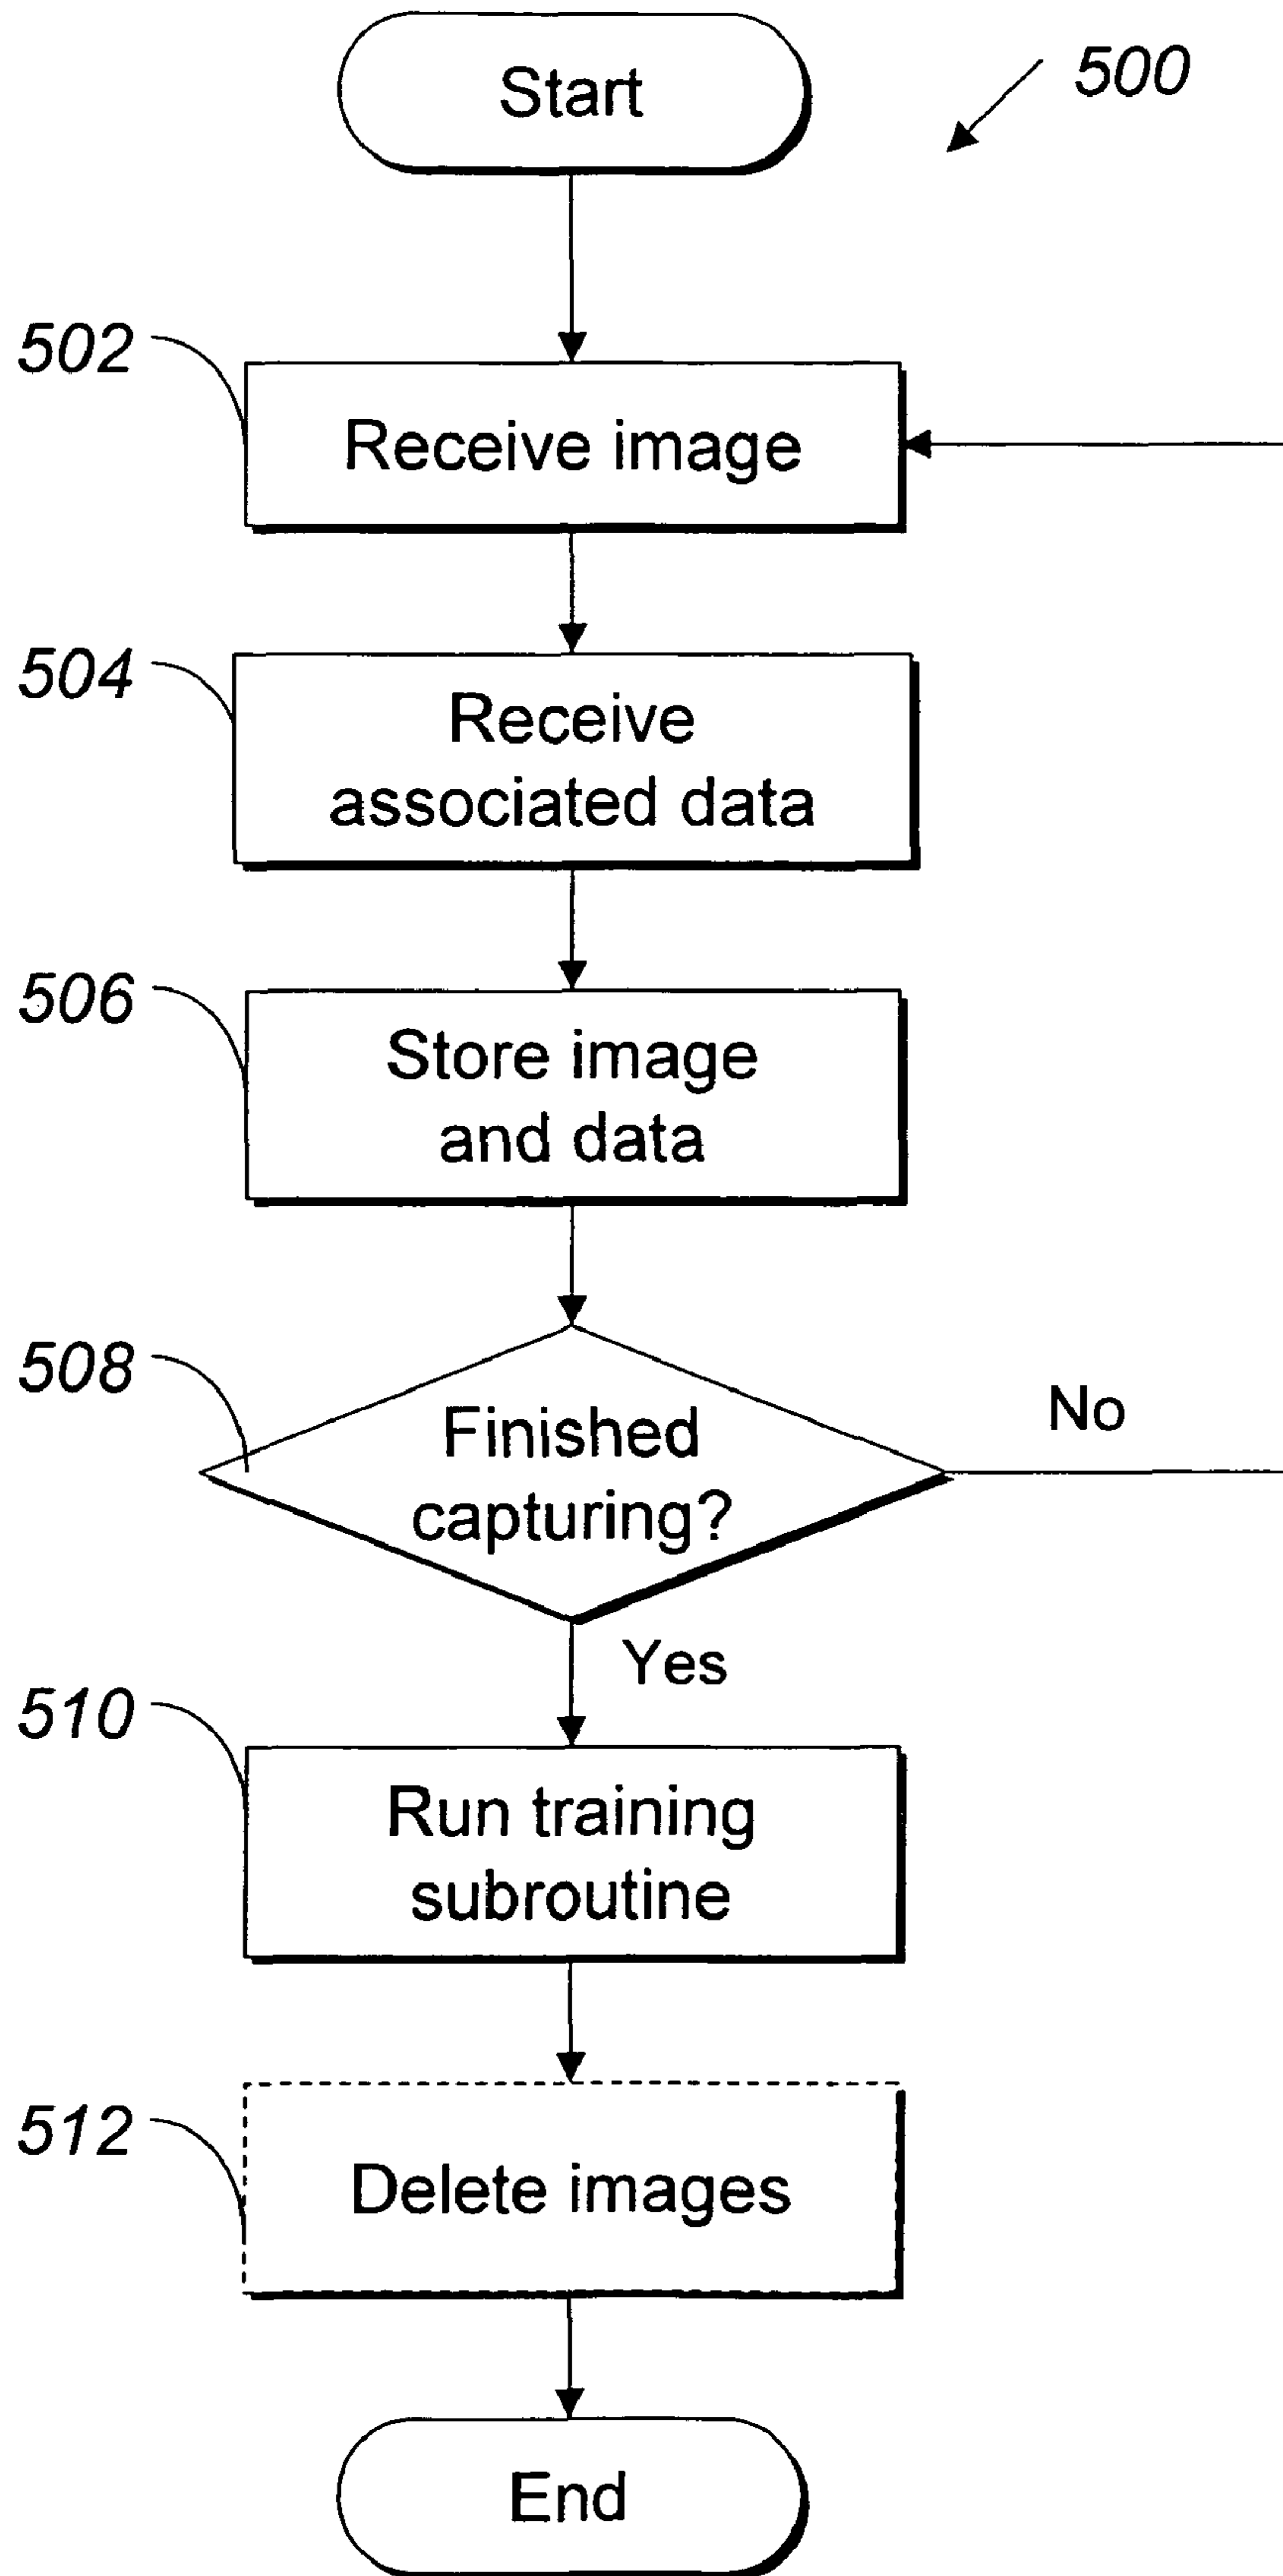 Start
500
502
Receive image
504
Receive
associated data
506
Store image
and data
508
Finished
capturing?
No
Yes
510
Run training
subroutine
512
Delete images
End